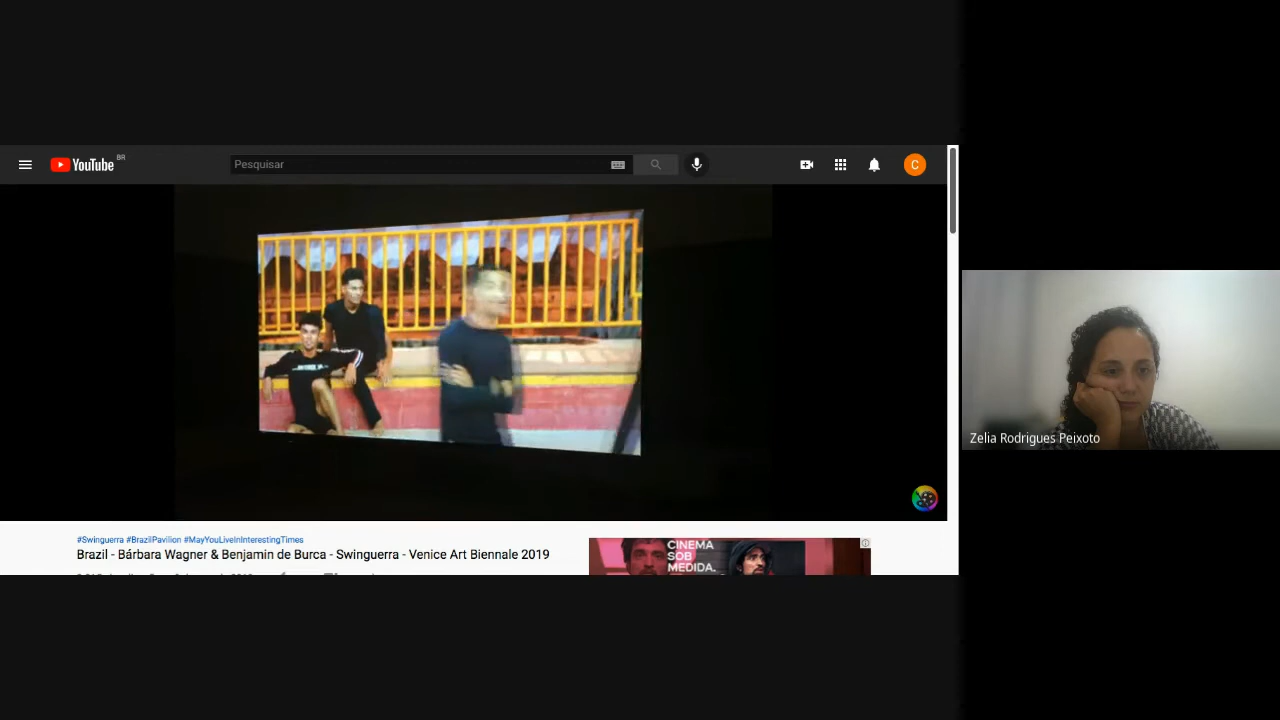 YouTube BR
Pesquisar
C
Zelia Rodrigues Peixoto
#Swinguerra #BrazilPavilion #MayYouLiveInInterestingTimes
Brazil - Bárbara Wagner & Benjamin de Burca - Swinguerra - Venice Art Biennale 2019
CINEMA
SOB
MEDIDA.